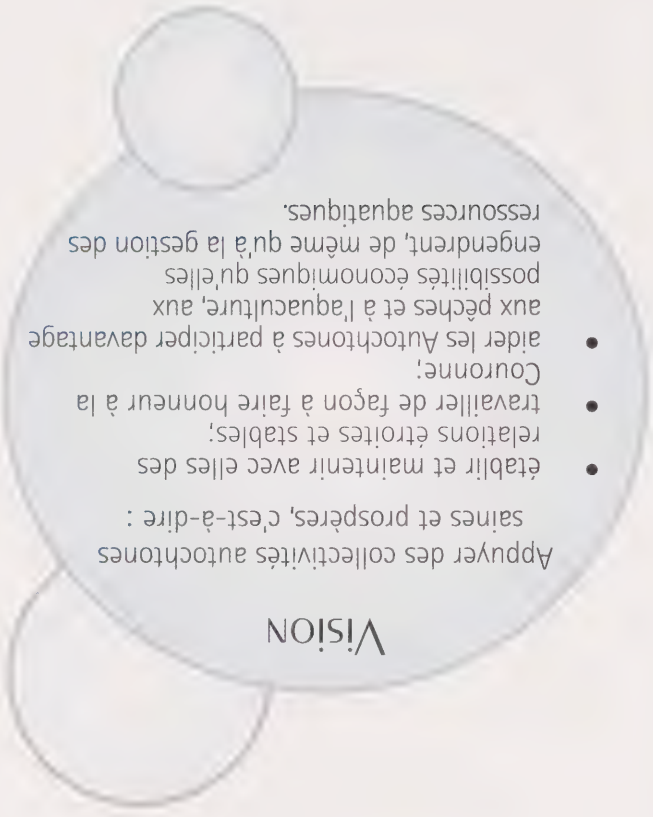 VISION
Appuyer des collectivités autochtones
saines et prospères, c'est-à-dire :
• établir et maintenir avec elles des
relations étroites et stables;
• travailler de façon à faire honneur à la
Couronne;
• aider les Autochtones à participer davantage
aux pêches et à l'aquaculture, aux
possibilités économiques qu'elles
engendrent, de même qu'à la gestion des
ressources aquatiques.